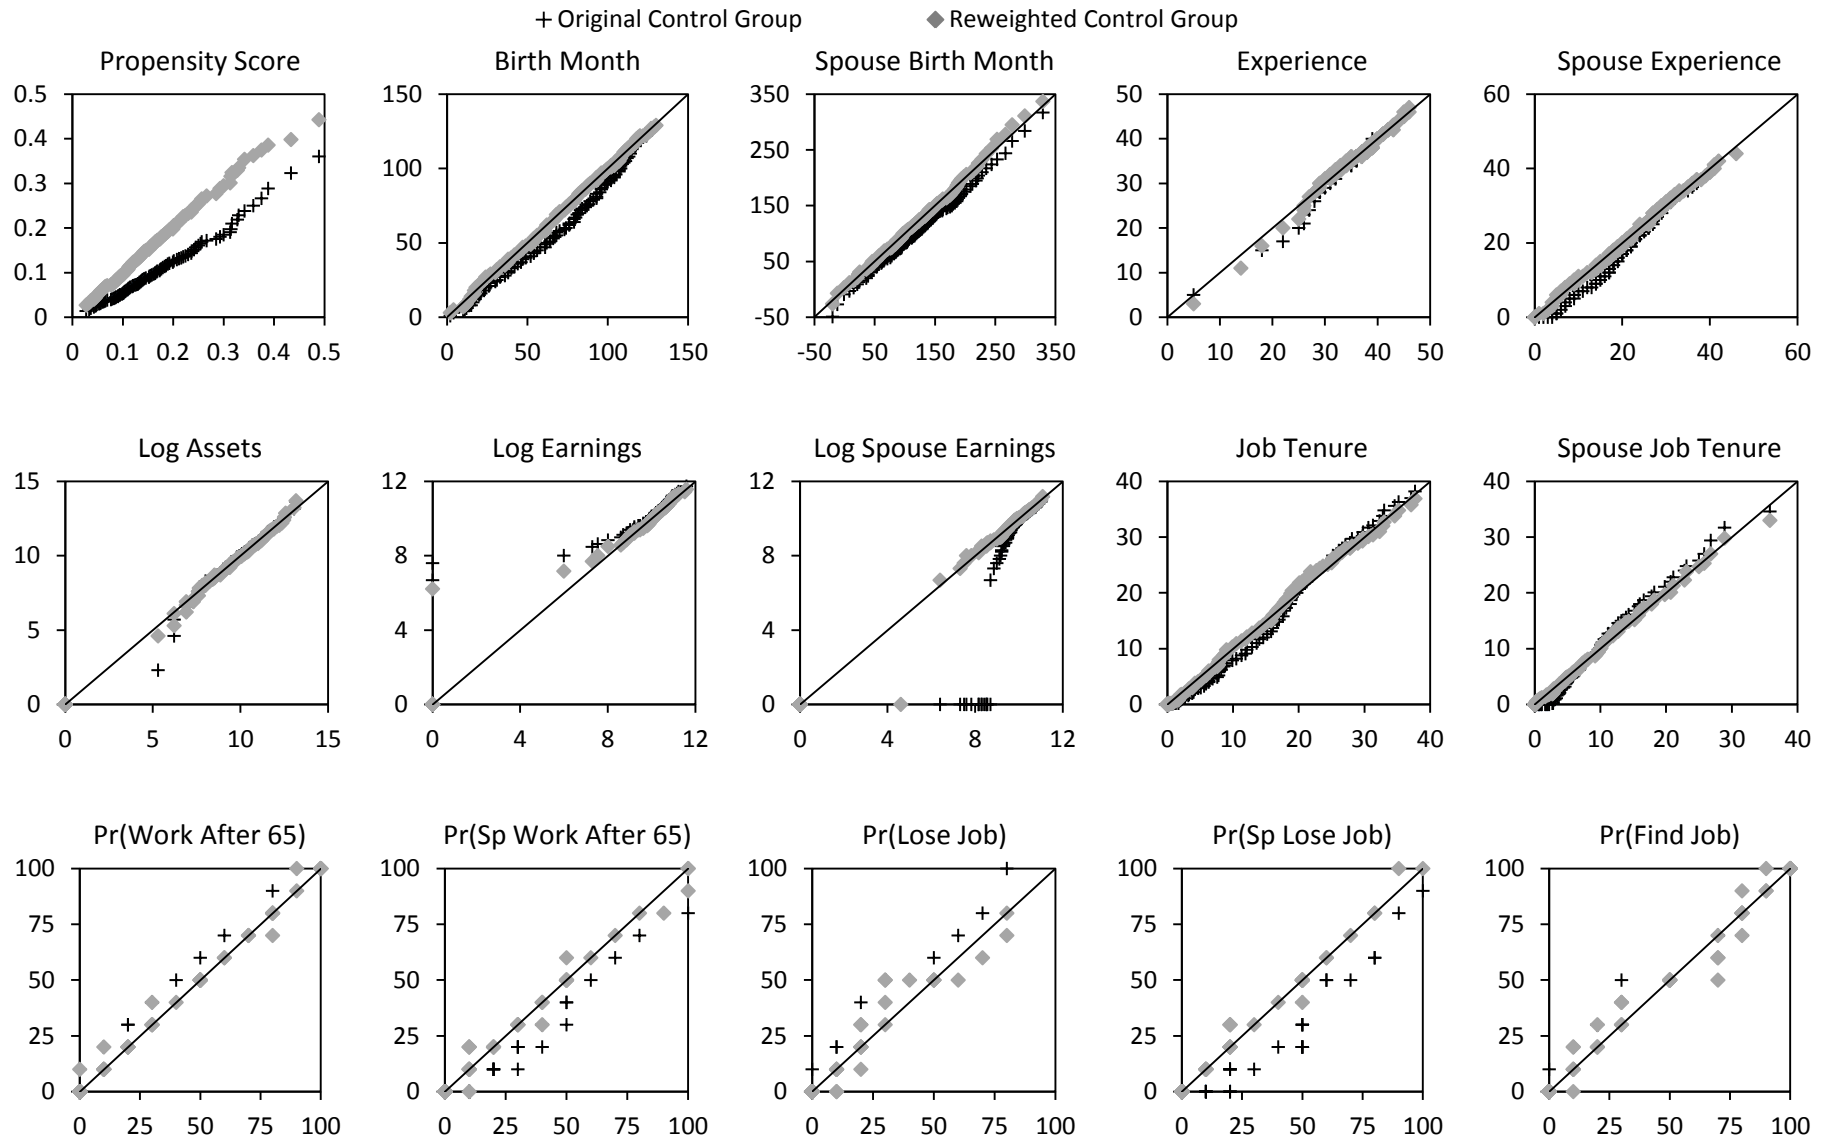 + Original Control Group ◆ Reweighted Control Group
Propensity Score Birth Month Spouse Birth Month Experience Spouse Experience
0.5 150 350 50 60
0.4 40
0.3 100 250 30 40
0.2 50 150 20 20
0.1 50 10
0 0 -50 0 0
0 0.1 0.2 0.3 0.4 0.5 0 50 100 150 -50 50 150 250 350 0 10 20 30 40 50 0 20 40 60
Log Assets Log Earnings Log Spouse Earnings Job Tenure Spouse Job Tenure
15 12 12 40 40
10 8 8 30 30
20 20
5 4 4 10 10
0 0 0 0 0
0 5 10 15 0 4 8 12 0 4 8 12 0 10 20 30 40 0 10 20 30 40
Pr(Work After 65) Pr(Sp Work After 65) Pr(Lose Job) Pr(Sp Lose Job) Pr(Find Job)
100 100 100 100 100
75 75 75 75 75
50 50 50 50 50
25 25 25 25 25
0 0 0 0 0
0 25 50 75 100 0 25 50 75 100 0 25 50 75 100 0 25 50 75 100 0 25 50 75 100